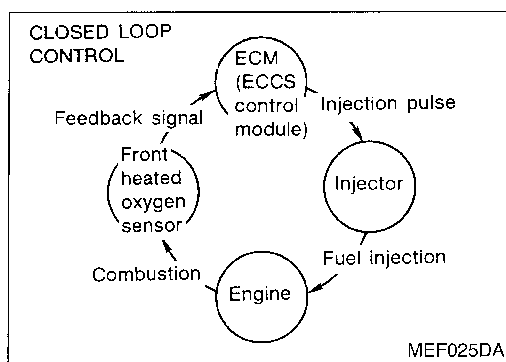 CLOSED LOOP
CONTROL
ECM
(ECCS
control
module)
Injection pulse
Injector
Fuel injection
Engine
Combustion
Front
heated
oxygen
sensor
Feedback signal
MEF025DA